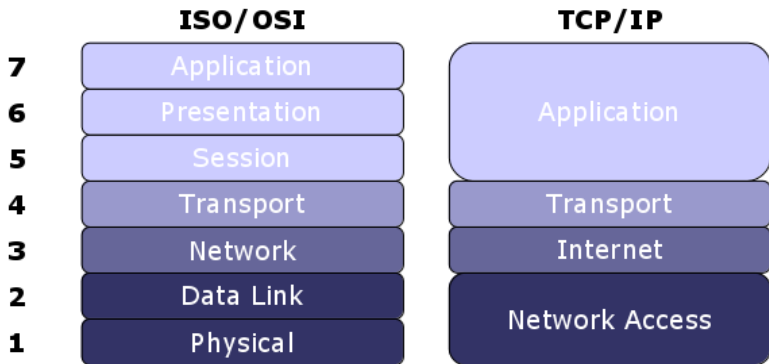 ISO/OSI TCP/IP
7 Application Application
6 Presentation
5 Session
4 Transport Transport
3 Network Internet
2 Data Link Network Access
1 Physical